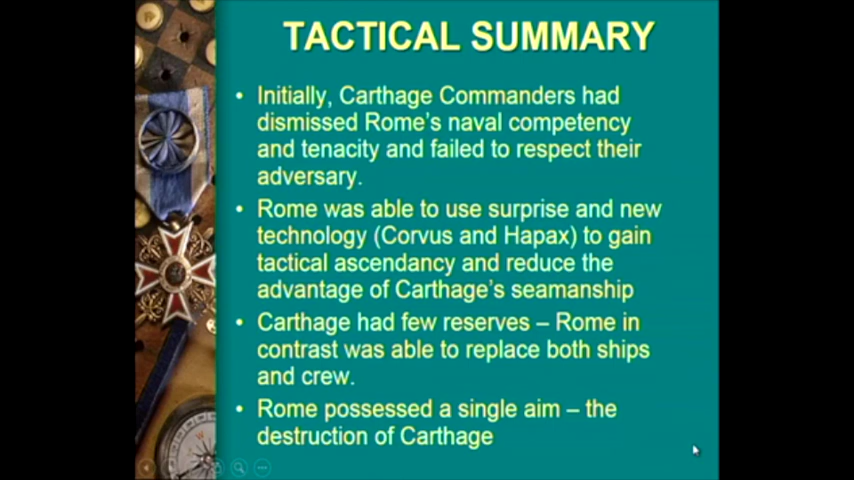 TACTICAL SUMMARY
• Initially, Carthage Commanders had
dismissed Rome's naval competency
and tenacity and failed to respect their
adversary.
• Rome was able to use surprise and new
technology (Corvus and Hapax) to gain
tactical ascendancy and reduce the
advantage of Carthage's seamanship
• Carthage had few reserves – Rome in
contrast was able to replace both ships
and crew.
• Rome possessed a single aim – the
destruction of Carthage